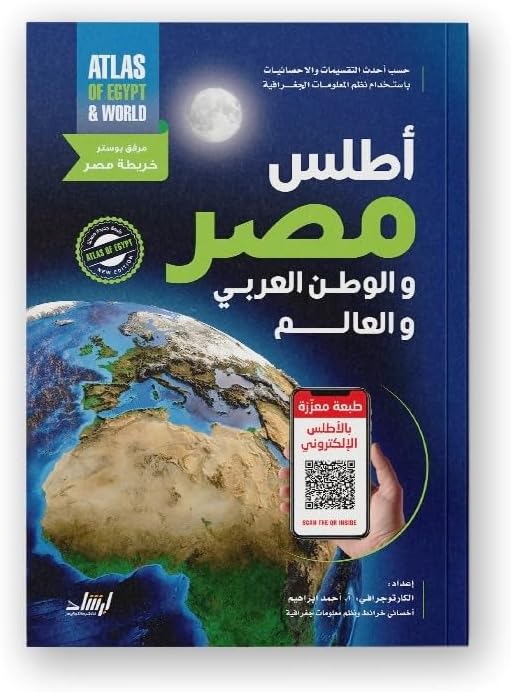 حسب أحدث التقسيمات والاحصائيات
باستخدام نظم المعلومات الجغرافية
ATLAS
OF EGYPT
& WORLD
مرفق بوستر
خريطة مصر
أطلس
مصر
والوطن العربي
والعالم
ATLAS OF EGYPT
NEW EDITION
طبعة معززة
بالأطلس
الإلكتروني
SCAN THE QR INSIDE
إعداد:
الكارتوجرافي: أ. أحمد ابراهيم
أخصائي خرائط ونظم معلومات جغرافية
إرشاد